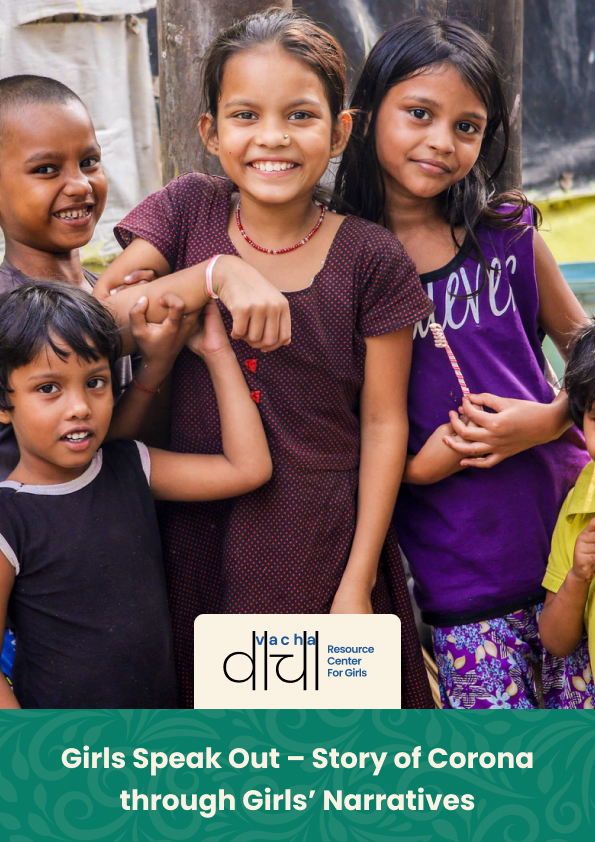 vacha
वाचा
Resource
Center
For Girls
Girls Speak Out – Story of Corona
through Girls' Narratives